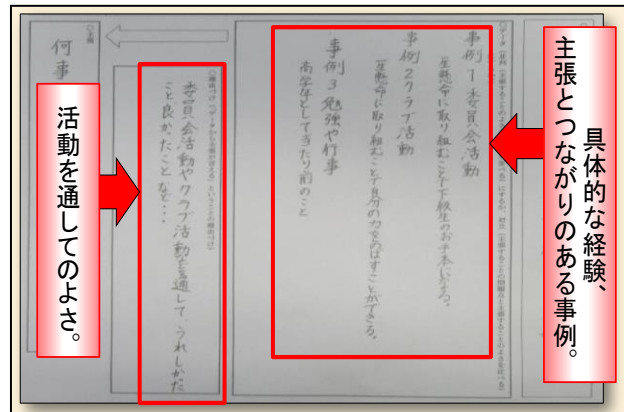 具体的な経験、
主張とつながりのある事例。
○データ
事例1 委員会活動
一生懸命に取り組むことで下級生のお手本になる。
事例2 クラブ活動
一生懸命に取り組むことで自分の力をのばすことができる。
事例3 勉強や行事
高学年として当たり前のこと
委員会活動やクラブ活動を通して、うれしかった
こと、良かったことなど…
○主張
何事
活動を通してのよさ。